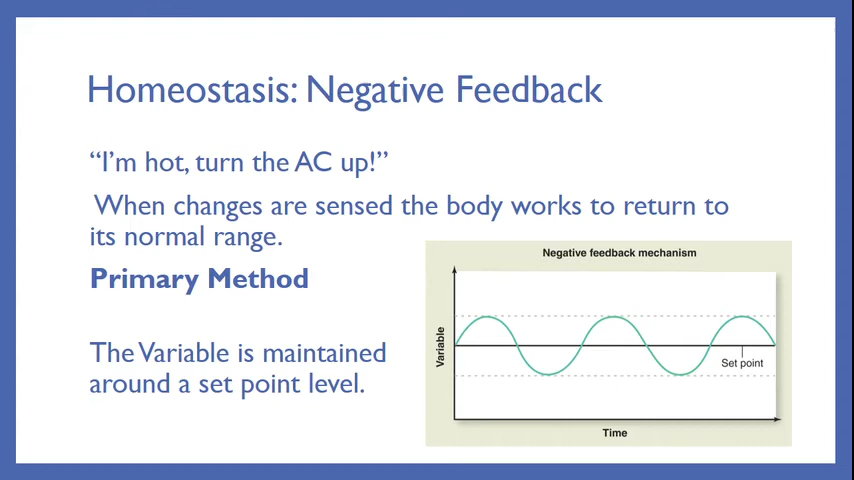 Homeostasis: Negative Feedback
“I’m hot, turn the AC up!”
When changes are sensed the body works to return to
its normal range.
Primary Method
The Variable is maintained
around a set point level.
Negative feedback mechanism
Variable
Set point
Time